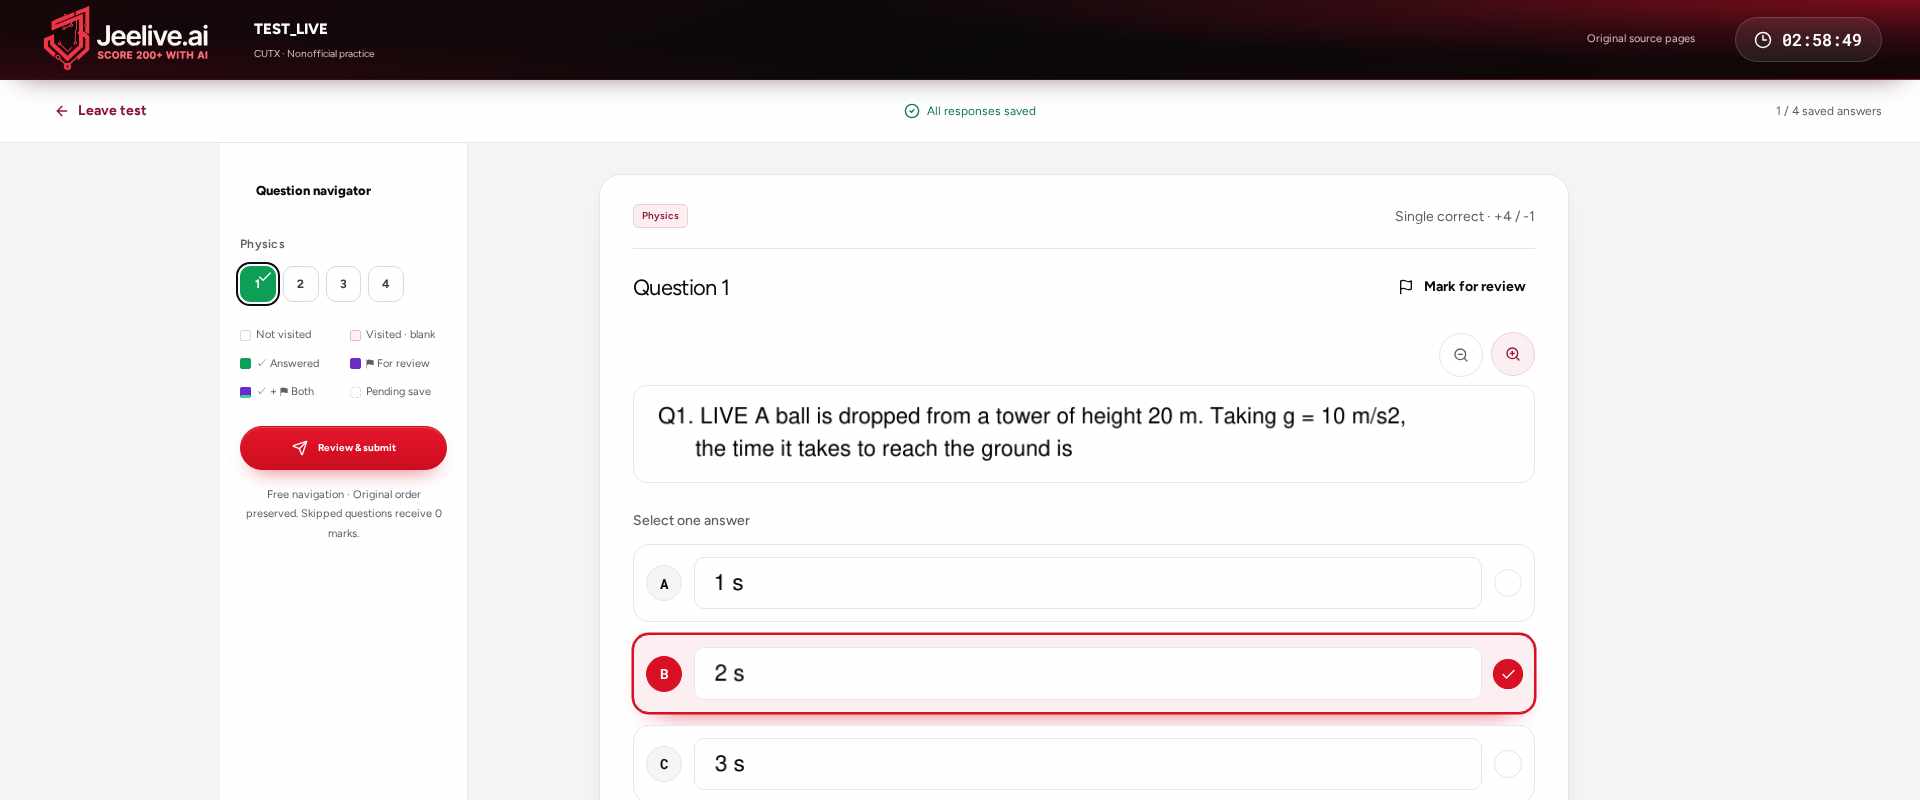 Jeelive.ai
SCORE 200+ WITH AI
TEST_LIVE
CUTX · Nonofficial practice
Original source pages
02:58:49
Leave test
All responses saved
1 / 4 saved answers
Question navigator
Physics
1 2 3 4
Not visited
Visited · blank
✓ Answered
For review
✓ + Both
Pending save
Review & submit
Free navigation · Original order
preserved. Skipped questions receive 0
marks.
Physics
Single correct · +4 / -1
Question 1
Mark for review
Q1. LIVE A ball is dropped from a tower of height 20 m. Taking g = 10 m/s2,
the time it takes to reach the ground is
Select one answer
A 1 s
B 2 s
C 3 s